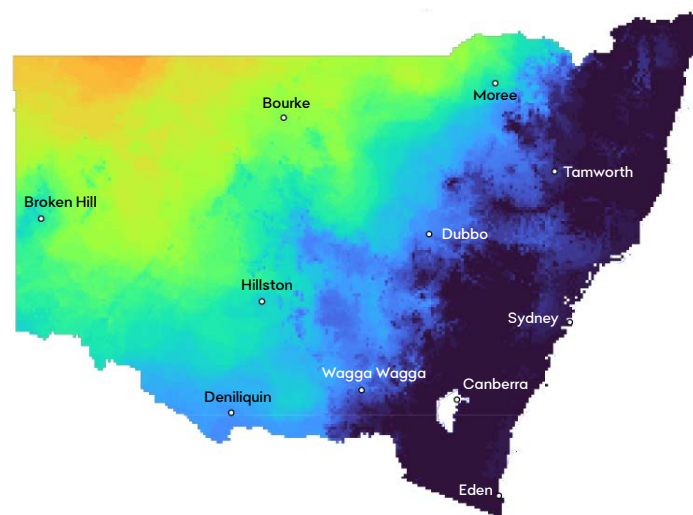 Moree
Bourke
Tamworth
Broken Hill
Dubbo
Hillston
Sydney
Wagga Wagga
Canberra
Deniliquin
Eden